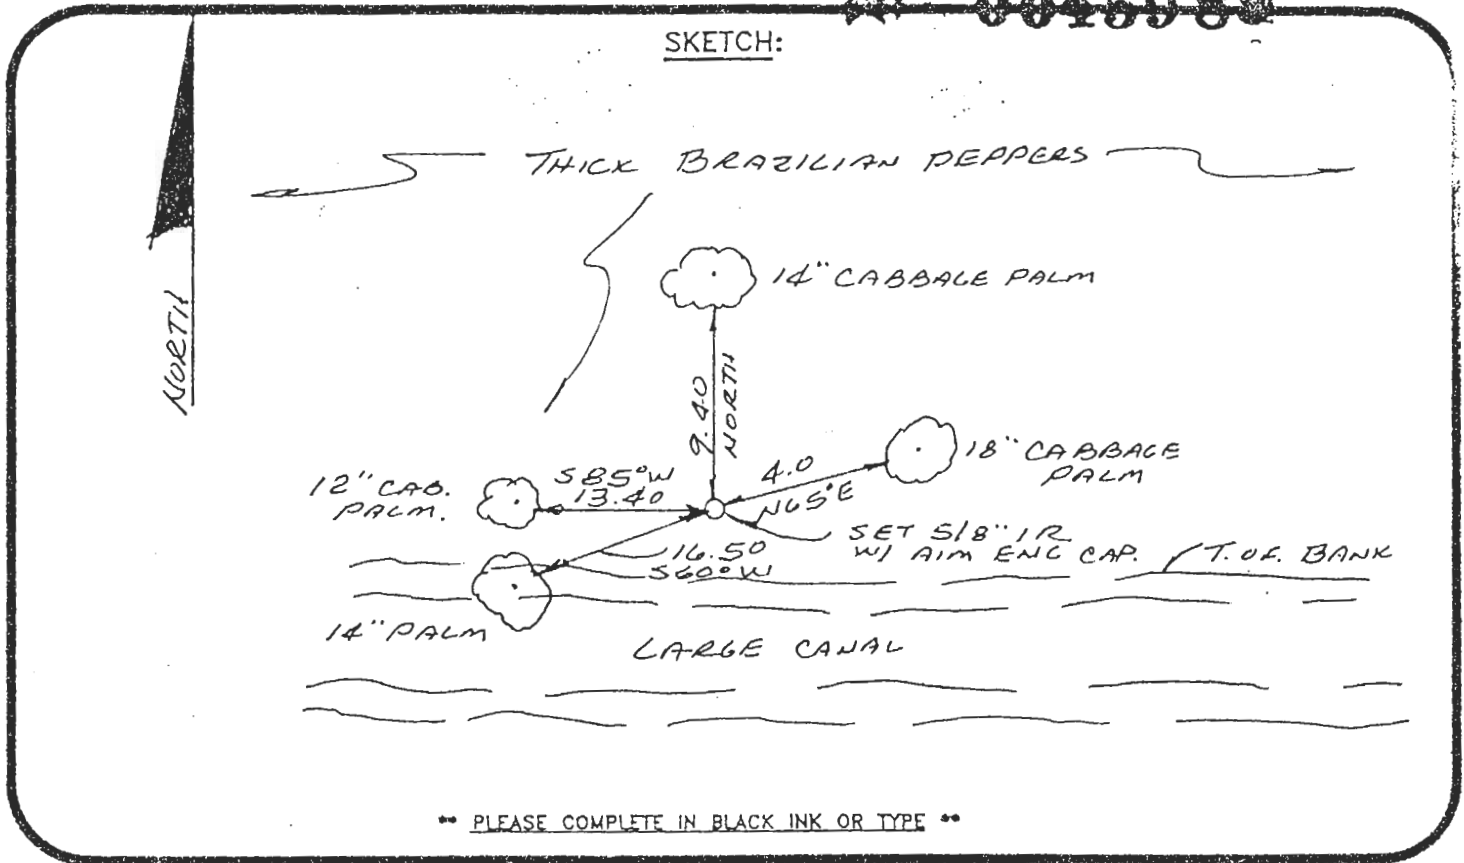 SKETCH:
THICK BRAZILIAN PEPPERS
14" CABBAGE PALM
NORTH
9.40
NORTH
18" CABBAGE
PALM
4.0
N65°E
12" CAB.
PALM.
S85°W
13.40
SET 5/8" IR
W/ AIM ENG CAP.
T. OF. BANK
16.50
S60°W
14" PALM
LARGE CANAL
** PLEASE COMPLETE IN BLACK INK OR TYPE **